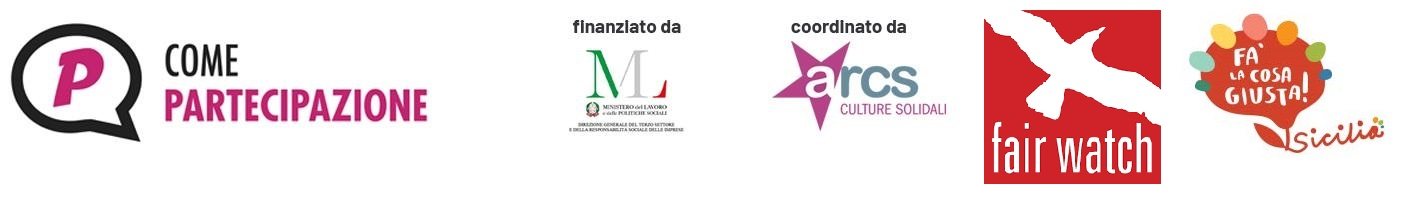 P
COME
PARTECIPAZIONE
finanziato da
ML
MINISTERO del LAVORO
e delle POLITICHE SOCIALI
DIREZIONE GENERALE DEL TERZO SETTORE
E DELLA RESPONSABILITÀ SOCIALE DELLE IMPRESE
coordinato da
arcs
CULTURE SOLIDALI
fair watch
FA'
LA COSA
GIUSTA!
Sicilia